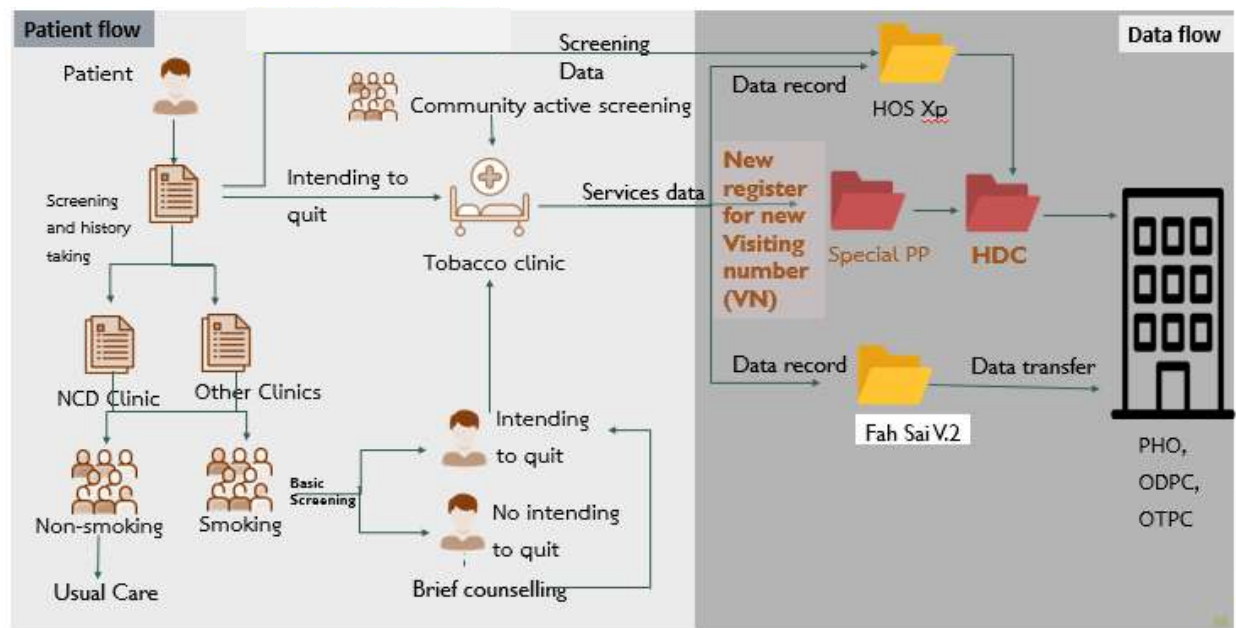 Patient flow
Data flow
Patient
Screening
Data
Community active screening
Data record
HOS Xp
Screening
and history
taking
Intending to
quit
Tobacco clinic
Services data
New
register
for new
Visiting
number
(VN)
Special PP
HDC
NCD Clinic
Other Clinics
Data record
Data transfer
Fah Sai V.2
PHO,
ODPC,
OTPC
Non-smoking
Smoking
Basic
Screening
Intending
to quit
No intending
to quit
Usual Care
Brief counselling